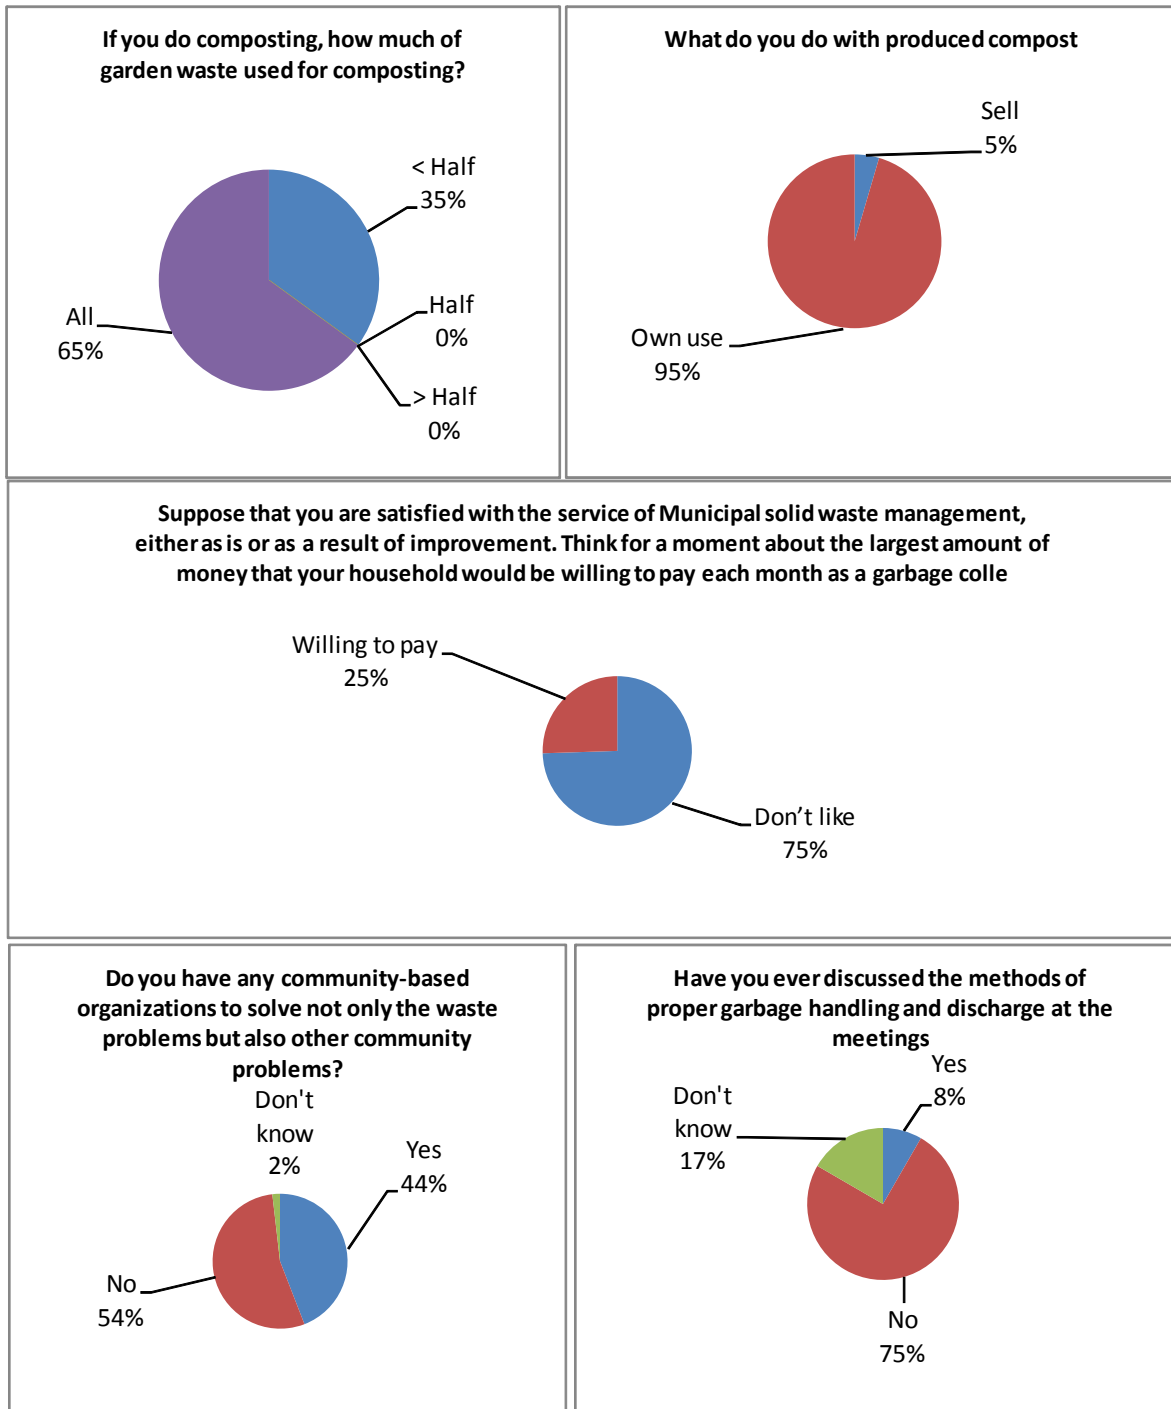 If you do composting, how much of
garden waste used for composting?
< Half
35%
Half
0%
> Half
0%
All
65%
What do you do with produced compost
Sell
5%
Own use
95%
Suppose that you are satisfied with the service of Municipal solid waste management,
either as is or as a result of improvement. Think for a moment about the largest amount of
money that your household would be willing to pay each month as a garbage colle
Willing to pay
25%
Don’t like
75%
Do you have any community-based
organizations to solve not only the waste
problems but also other community
problems?
Don't
know
2%
Yes
44%
No
54%
Have you ever discussed the methods of
proper garbage handling and discharge at the
meetings
Yes
8%
Don't
know
17%
No
75%